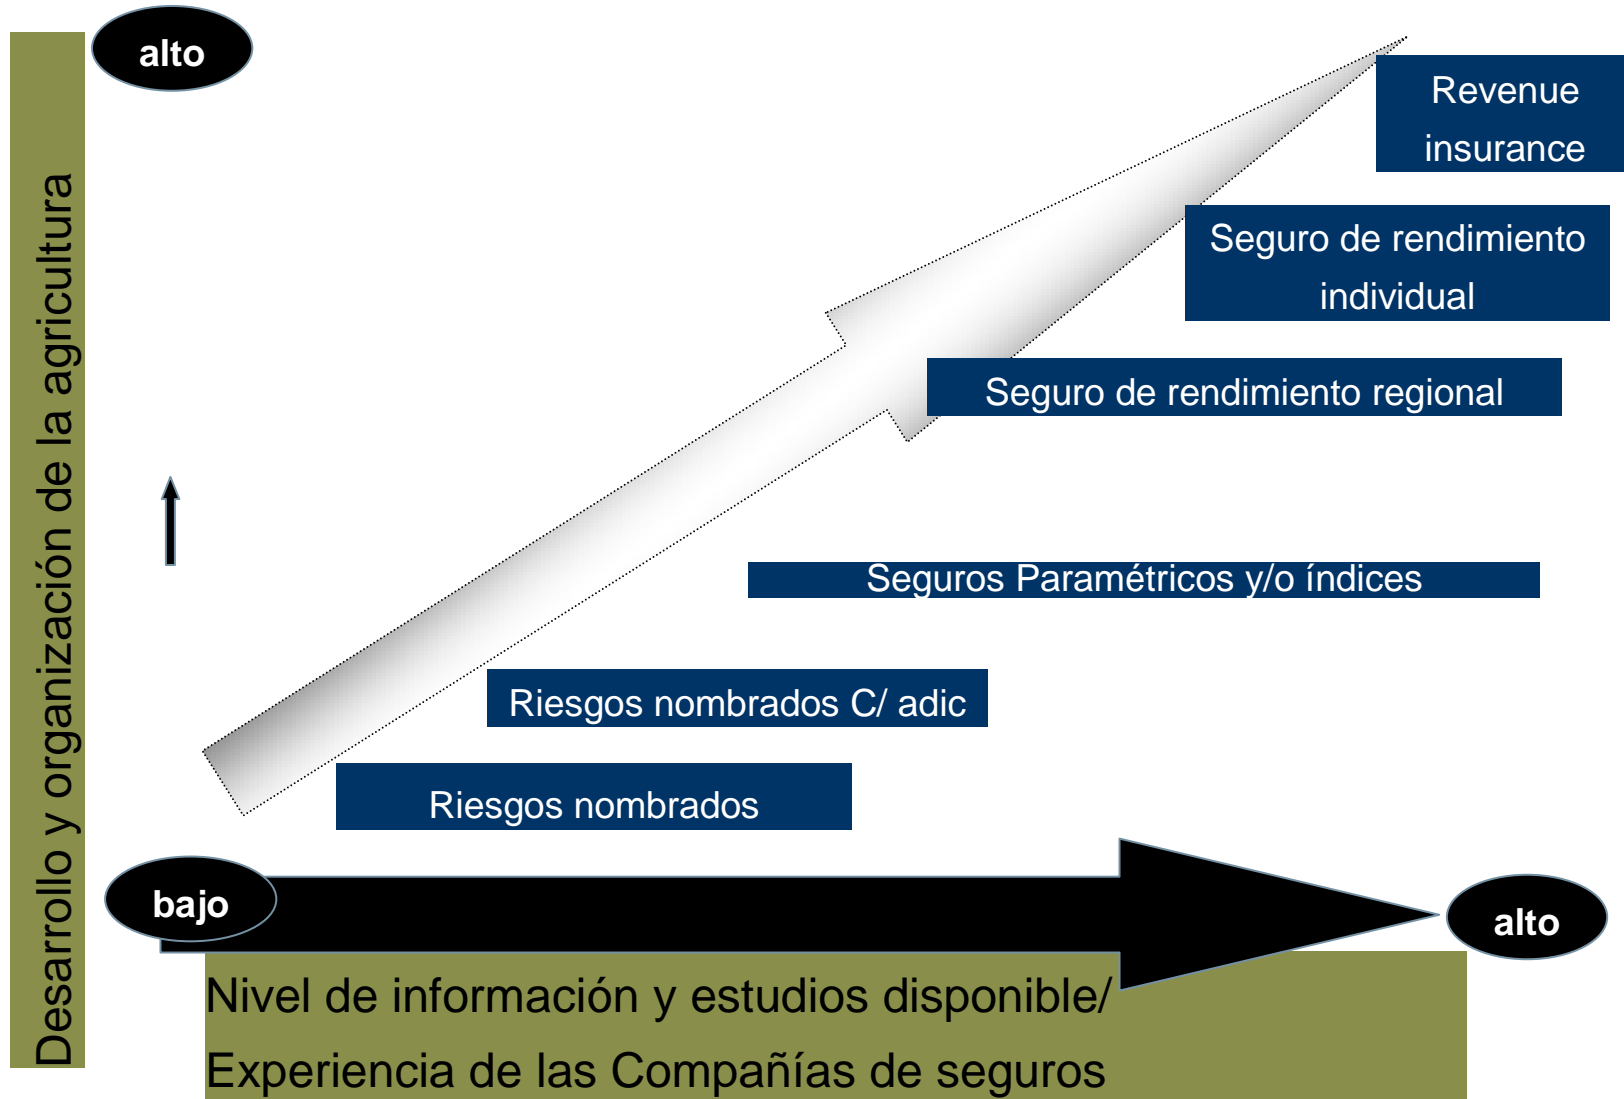 alto
Revenue
insurance
Seguro de rendimiento
individual
Seguro de rendimiento regional
Seguros Paramétricos y/o índices
Riesgos nombrados C/ adic
Riesgos nombrados
bajo
alto
Nivel de información y estudios disponible/
Experiencia de las Compañías de seguros
Desarrollo y organización de la agricultura